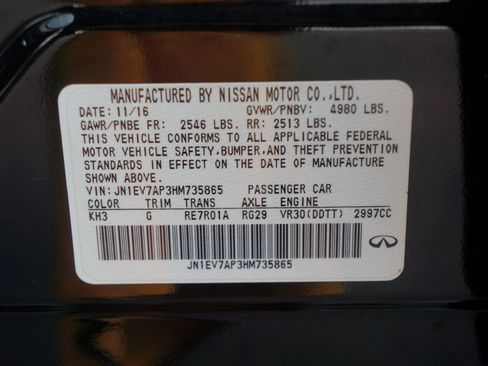 MANUFACTURED BY NISSAN MOTOR CO.,LTD.
DATE: 11/16 GVWR/PNBV: 4980 LBS.
GAWR/PNBE FR: 2546 LBS. RR: 2513 LBS.
THIS VEHICLE CONFORMS TO ALL APPLICABLE FEDERAL
MOTOR VEHICLE SAFETY,BUMPER,AND THEFT PREVENTION
STANDARDS IN EFFECT ON THE DATE OF MANUFACTURE
SHOWN ABOVE.
VIN: JN1EV7AP3HM735865 PASSENGER CAR
COLOR TRIM TRANS AXLE ENGINE
KH3 G RE7R01A RG29 VR30(DDTT) 2997CC
JN1EV7AP3HM735865